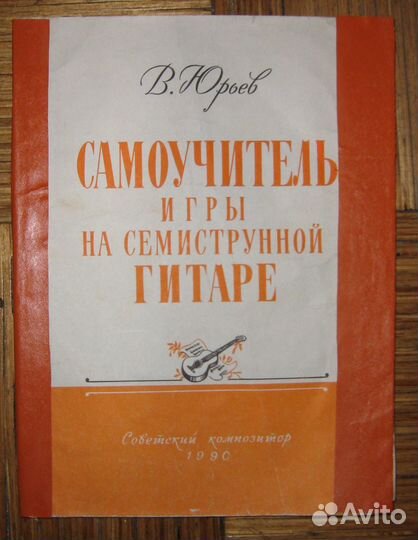 В. Юрьев
САМОУЧИТЕЛЬ
ИГРЫ
НА СЕМИСТРУННОЙ
ГИТАРЕ
Советский композитор
1990
Avito